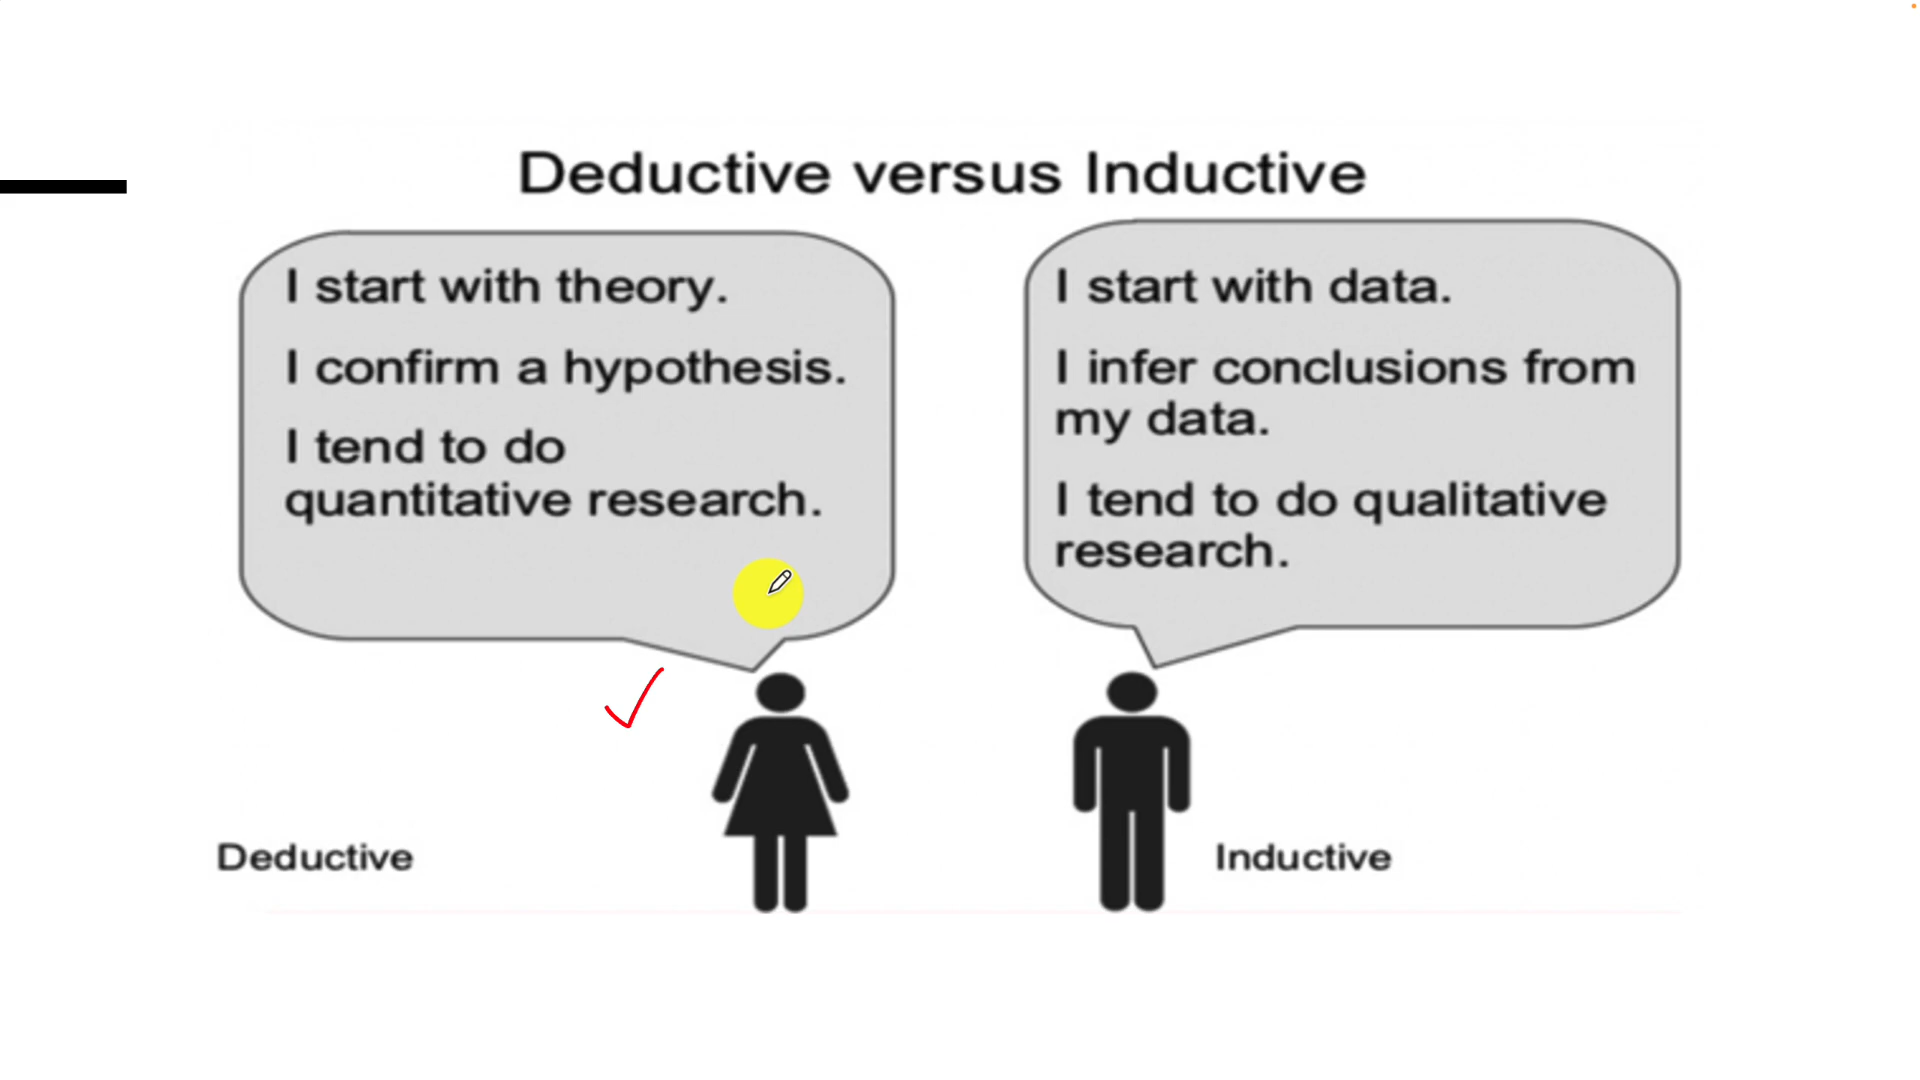 Deductive versus Inductive
I start with theory.
I confirm a hypothesis.
I tend to do
quantitative research.
I start with data.
I infer conclusions from
my data.
I tend to do qualitative
research.
Deductive
Inductive